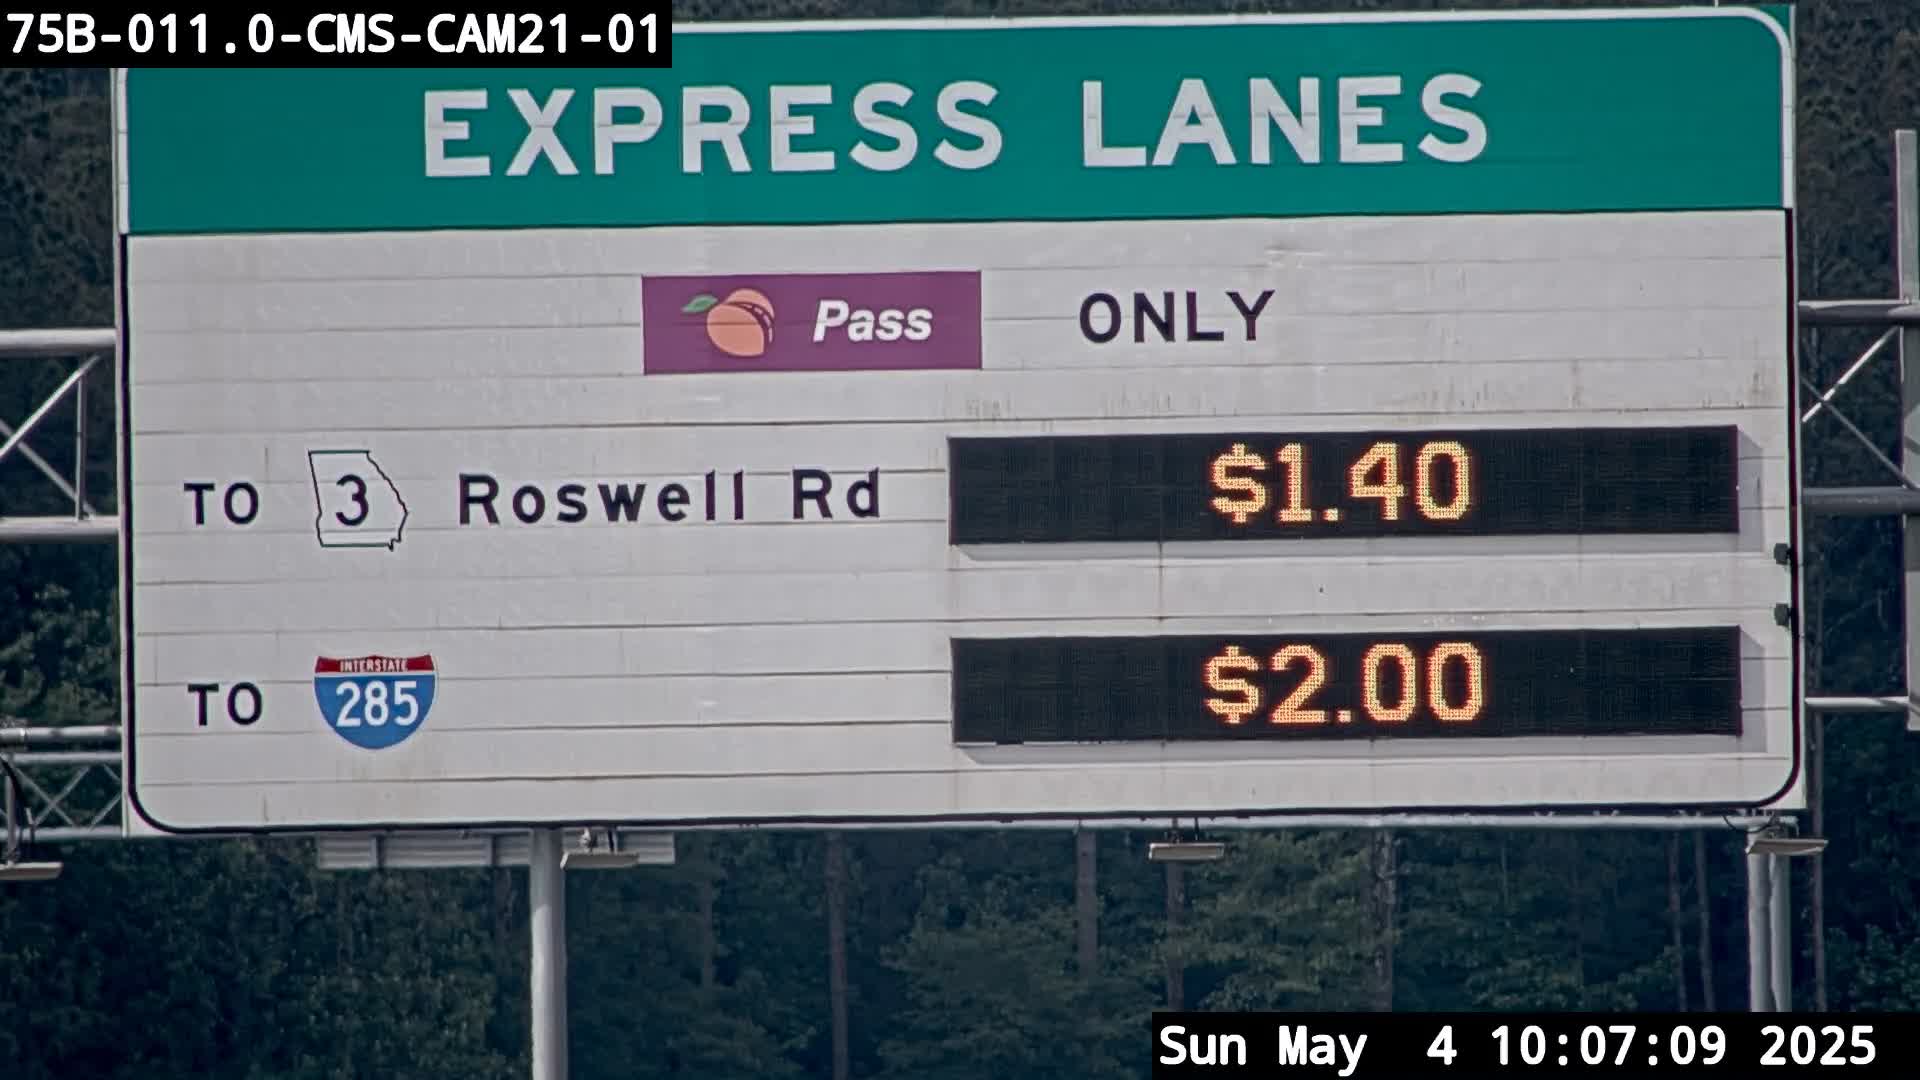 75B-011.0-CMS-CAM21-01
EXPRESS LANES
Pass ONLY
TO 3 Roswell Rd $1.40
INTERSTATE
TO 285 $2.00
Sun May 4 10:07:09 2025